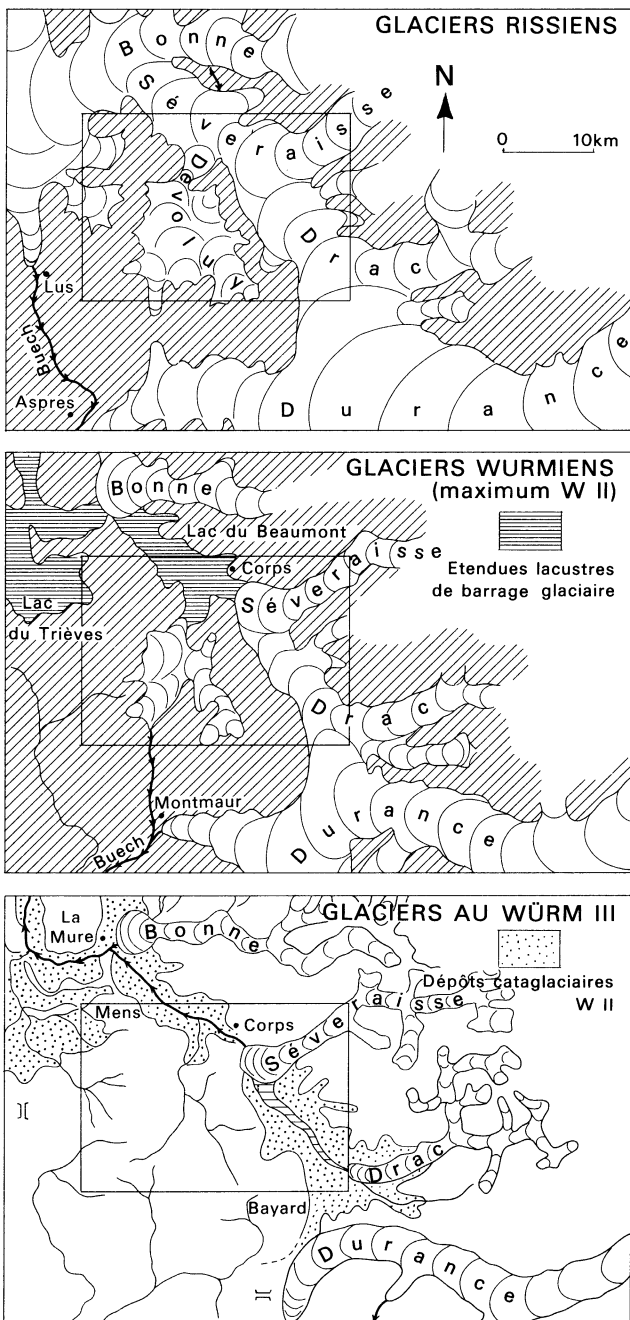 GLACIERS RISSIENS
Bonne
Séveraisse
N
0 10km
Dévoluy
Drac
Lus
Buech
Aspres
Durance
GLACIERS WURMIENS
(maximum W II)
Bonne
Lac du Beaumont
Etendues lacustres
de barrage glaciaire
Corps
Séveraisse
Lac
du Trièves
Drac
Montmaur
Buech
Durance
GLACIERS AU WÜRM III
La
Mure
Bonne
Dépôts cataglaciaires
W II
Mens
Corps
Séveraisse
Drac
Bayard
Durance